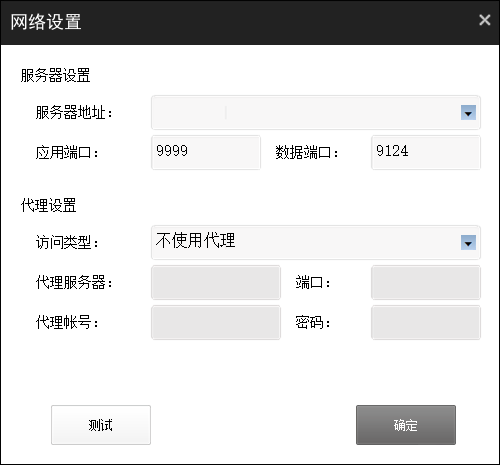 网络设置
服务器设置
服务器地址：
应用端口： 9999 数据端口： 9124
代理设置
访问类型： 不使用代理
代理服务器： 端口：
代理帐号： 密码：
测试 确定